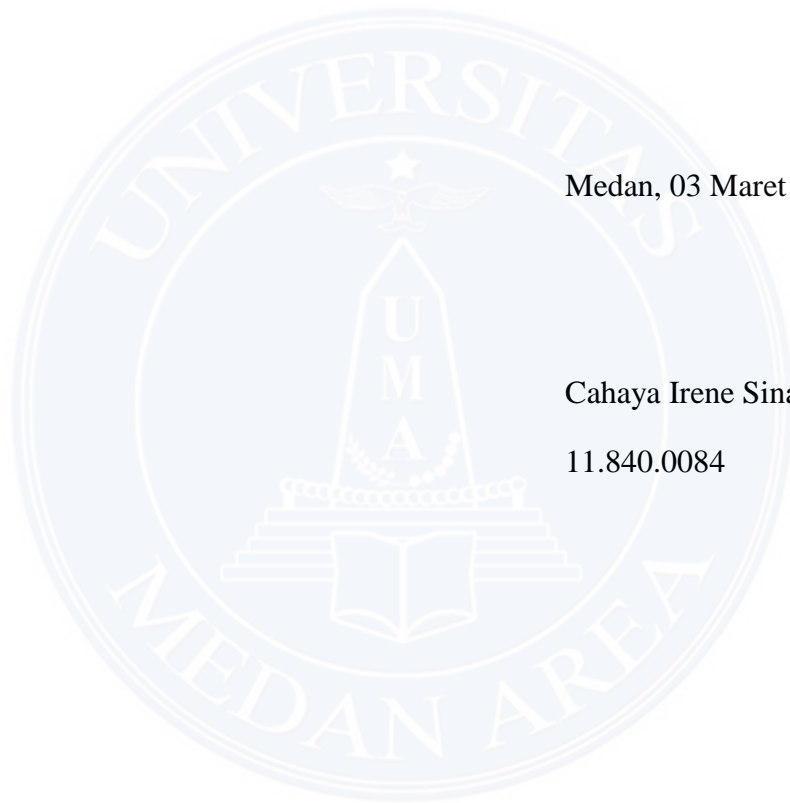 UNIVERSITAS
Medan, 03 Maret
U
M
A
Cahaya Irene
11.840.0084
MEDAN AREA